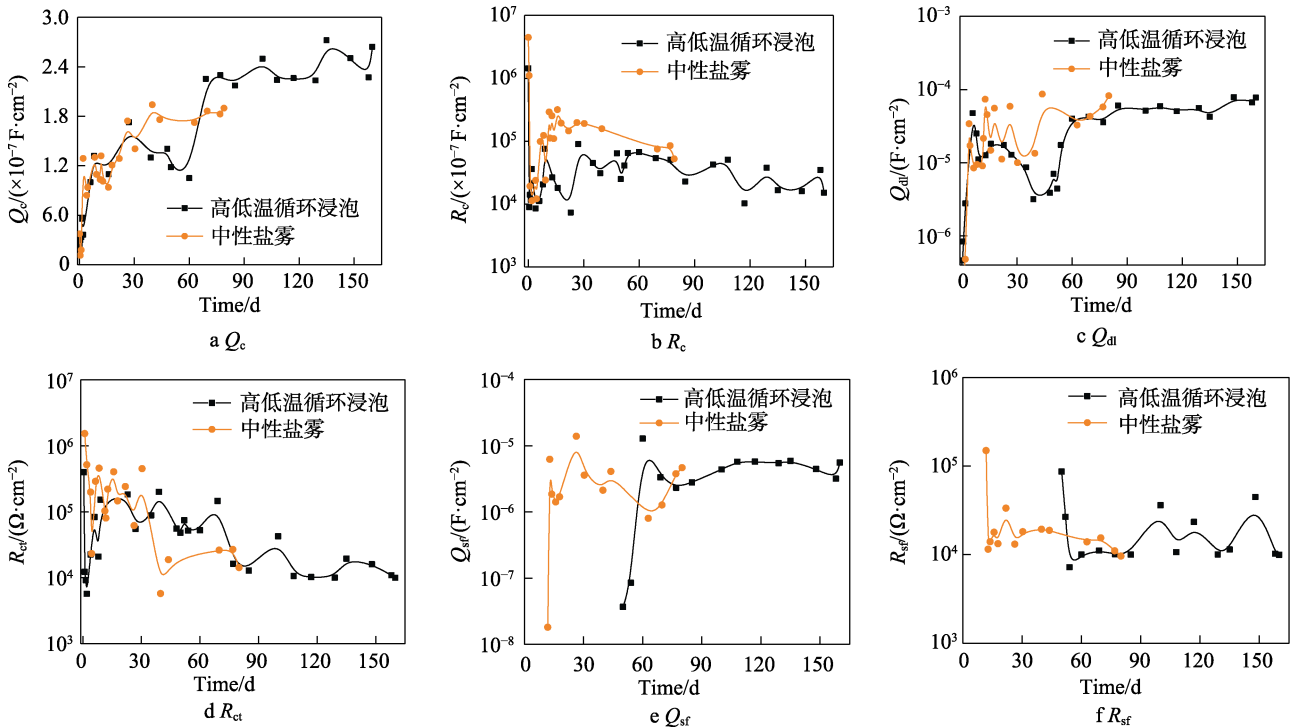 3.0
2.4
1.8
1.2
6.0
0
Qc/(×10⁻⁷ F·cm⁻²)
高低温循环浸泡
中性盐雾
0 30 60 90 120 150
Time/d
a Qc
10⁷
10⁶
10⁵
10⁴
10³
Rc/(×10⁻⁷ F·cm⁻²)
高低温循环浸泡
中性盐雾
0 30 60 90 120 150
Time/d
b Rc
10⁻³
10⁻⁴
10⁻⁵
10⁻⁶
Qdl/(F·cm⁻²)
高低温循环浸泡
中性盐雾
0 30 60 90 120 150
Time/d
c Qdl
10⁷
10⁶
10⁵
10⁴
10³
Rct/(Ω·cm⁻²)
高低温循环浸泡
中性盐雾
0 30 60 90 120 150
Time/d
d Rct
10⁻⁴
10⁻⁵
10⁻⁶
10⁻⁷
10⁻⁸
Qsf/(F·cm⁻²)
高低温循环浸泡
中性盐雾
0 30 60 90 120 150
Time/d
e Qsf
10⁶
10⁵
10⁴
10³
Rsf/(Ω·cm⁻²)
高低温循环浸泡
中性盐雾
0 30 60 90 120 150
Time/d
f Rsf